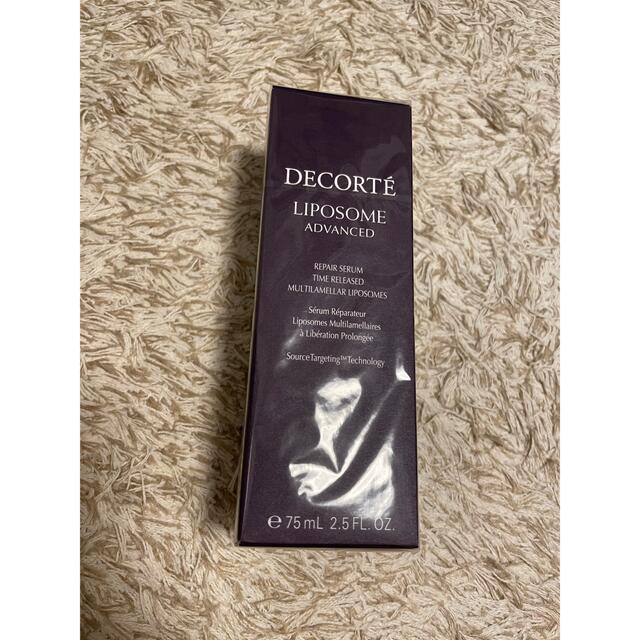 DECORTÉ
LIPOSOME
ADVANCED
REPAIR SERUM
TIME RELEASED
MULTILAMELLAR LIPOSOMES
Sérum Réparateur
Liposomes Multilamellaires
à Libération Prolongée
SourceTargeting™Technology
℮ 75 mL 2.5 FL. OZ.